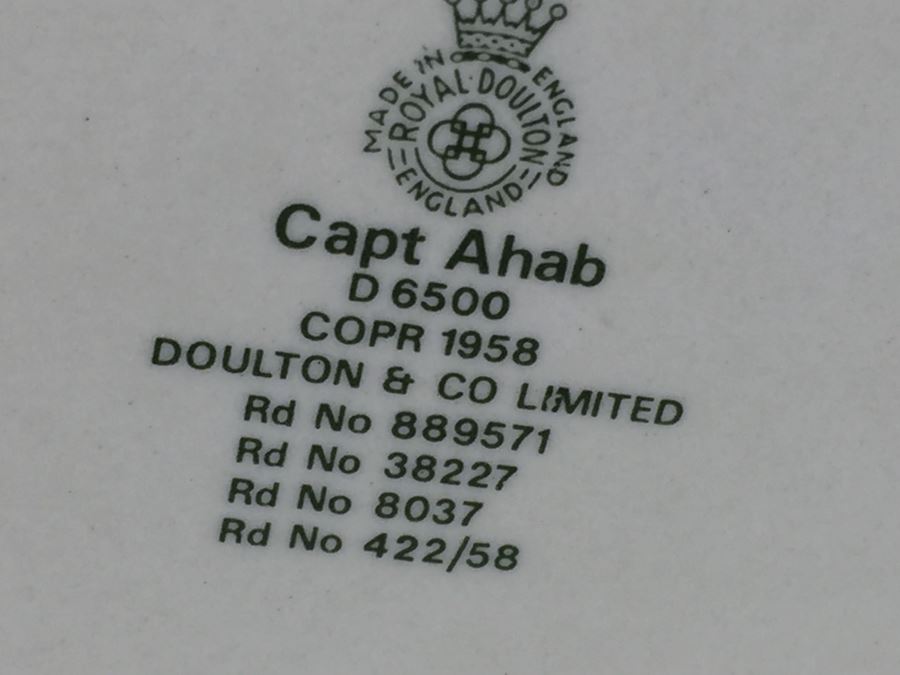 MADE IN ENGLAND
ROYAL·DOULTON
ENGLAND
Capt Ahab
D 6500
COPR 1958
DOULTON & CO LIMITED
Rd No 889571
Rd No 38227
Rd No 8037
Rd No 422/58